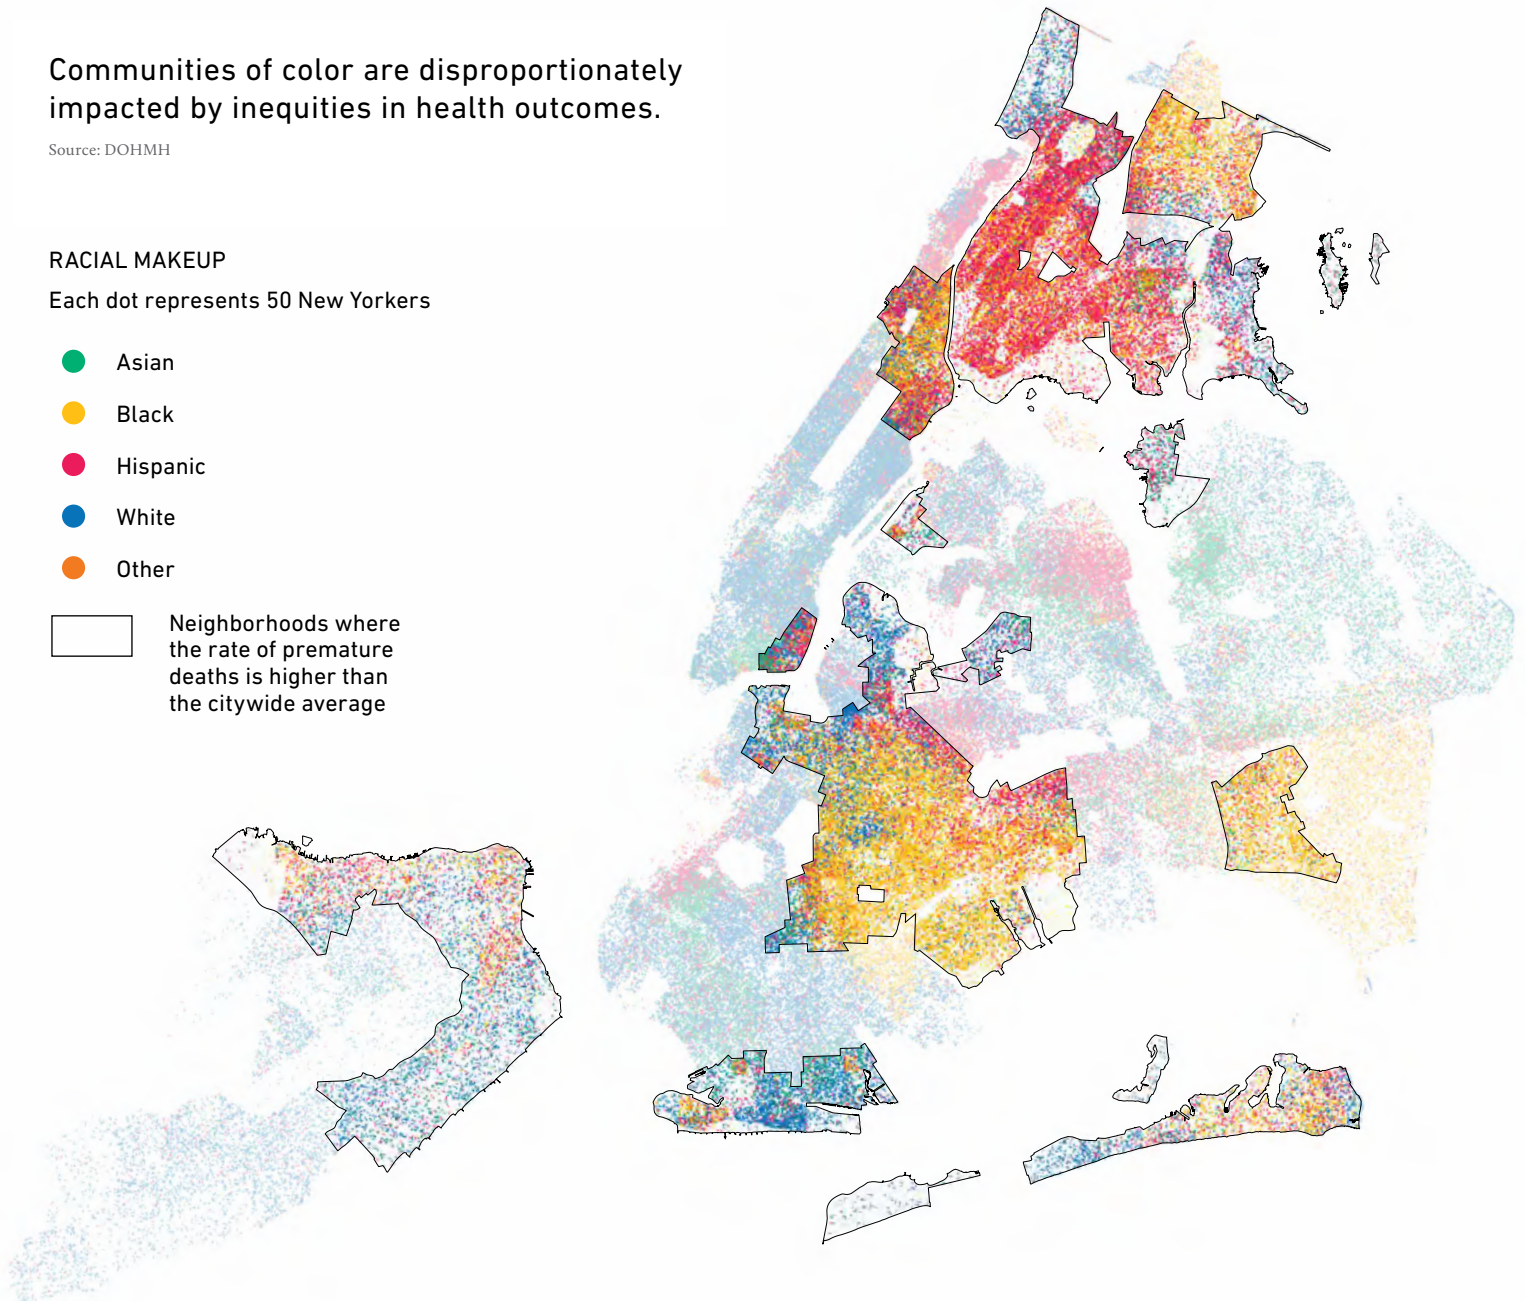 Communities of color are disproportionately
impacted by inequities in health outcomes.
Source: DOHMH
RACIAL MAKEUP
Each dot represents 50 New Yorkers
Asian
Black
Hispanic
White
Other
Neighborhoods where
the rate of premature
deaths is higher than
the citywide average